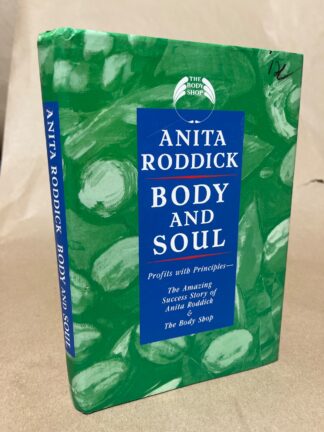 THE
BODY
SHOP
ANITA
RODDICK
BODY
AND
SOUL
Profits with Principles—
The Amazing
Success Story of
Anita Roddick
&
The Body Shop
ANITA RODDICK BODY AND SOUL